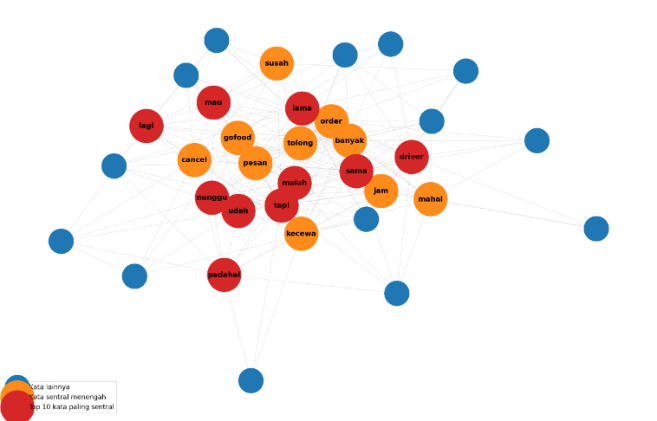 susah
mau
lama
lagi
order
gofood
tolong
banyak
cancel
pesan
driver
sama
malah
jam
nunggu
mahal
udah
tapi
kecewa
padahal
Kata lainnya
Kata sentral menengah
Top 10 kata paling sentral